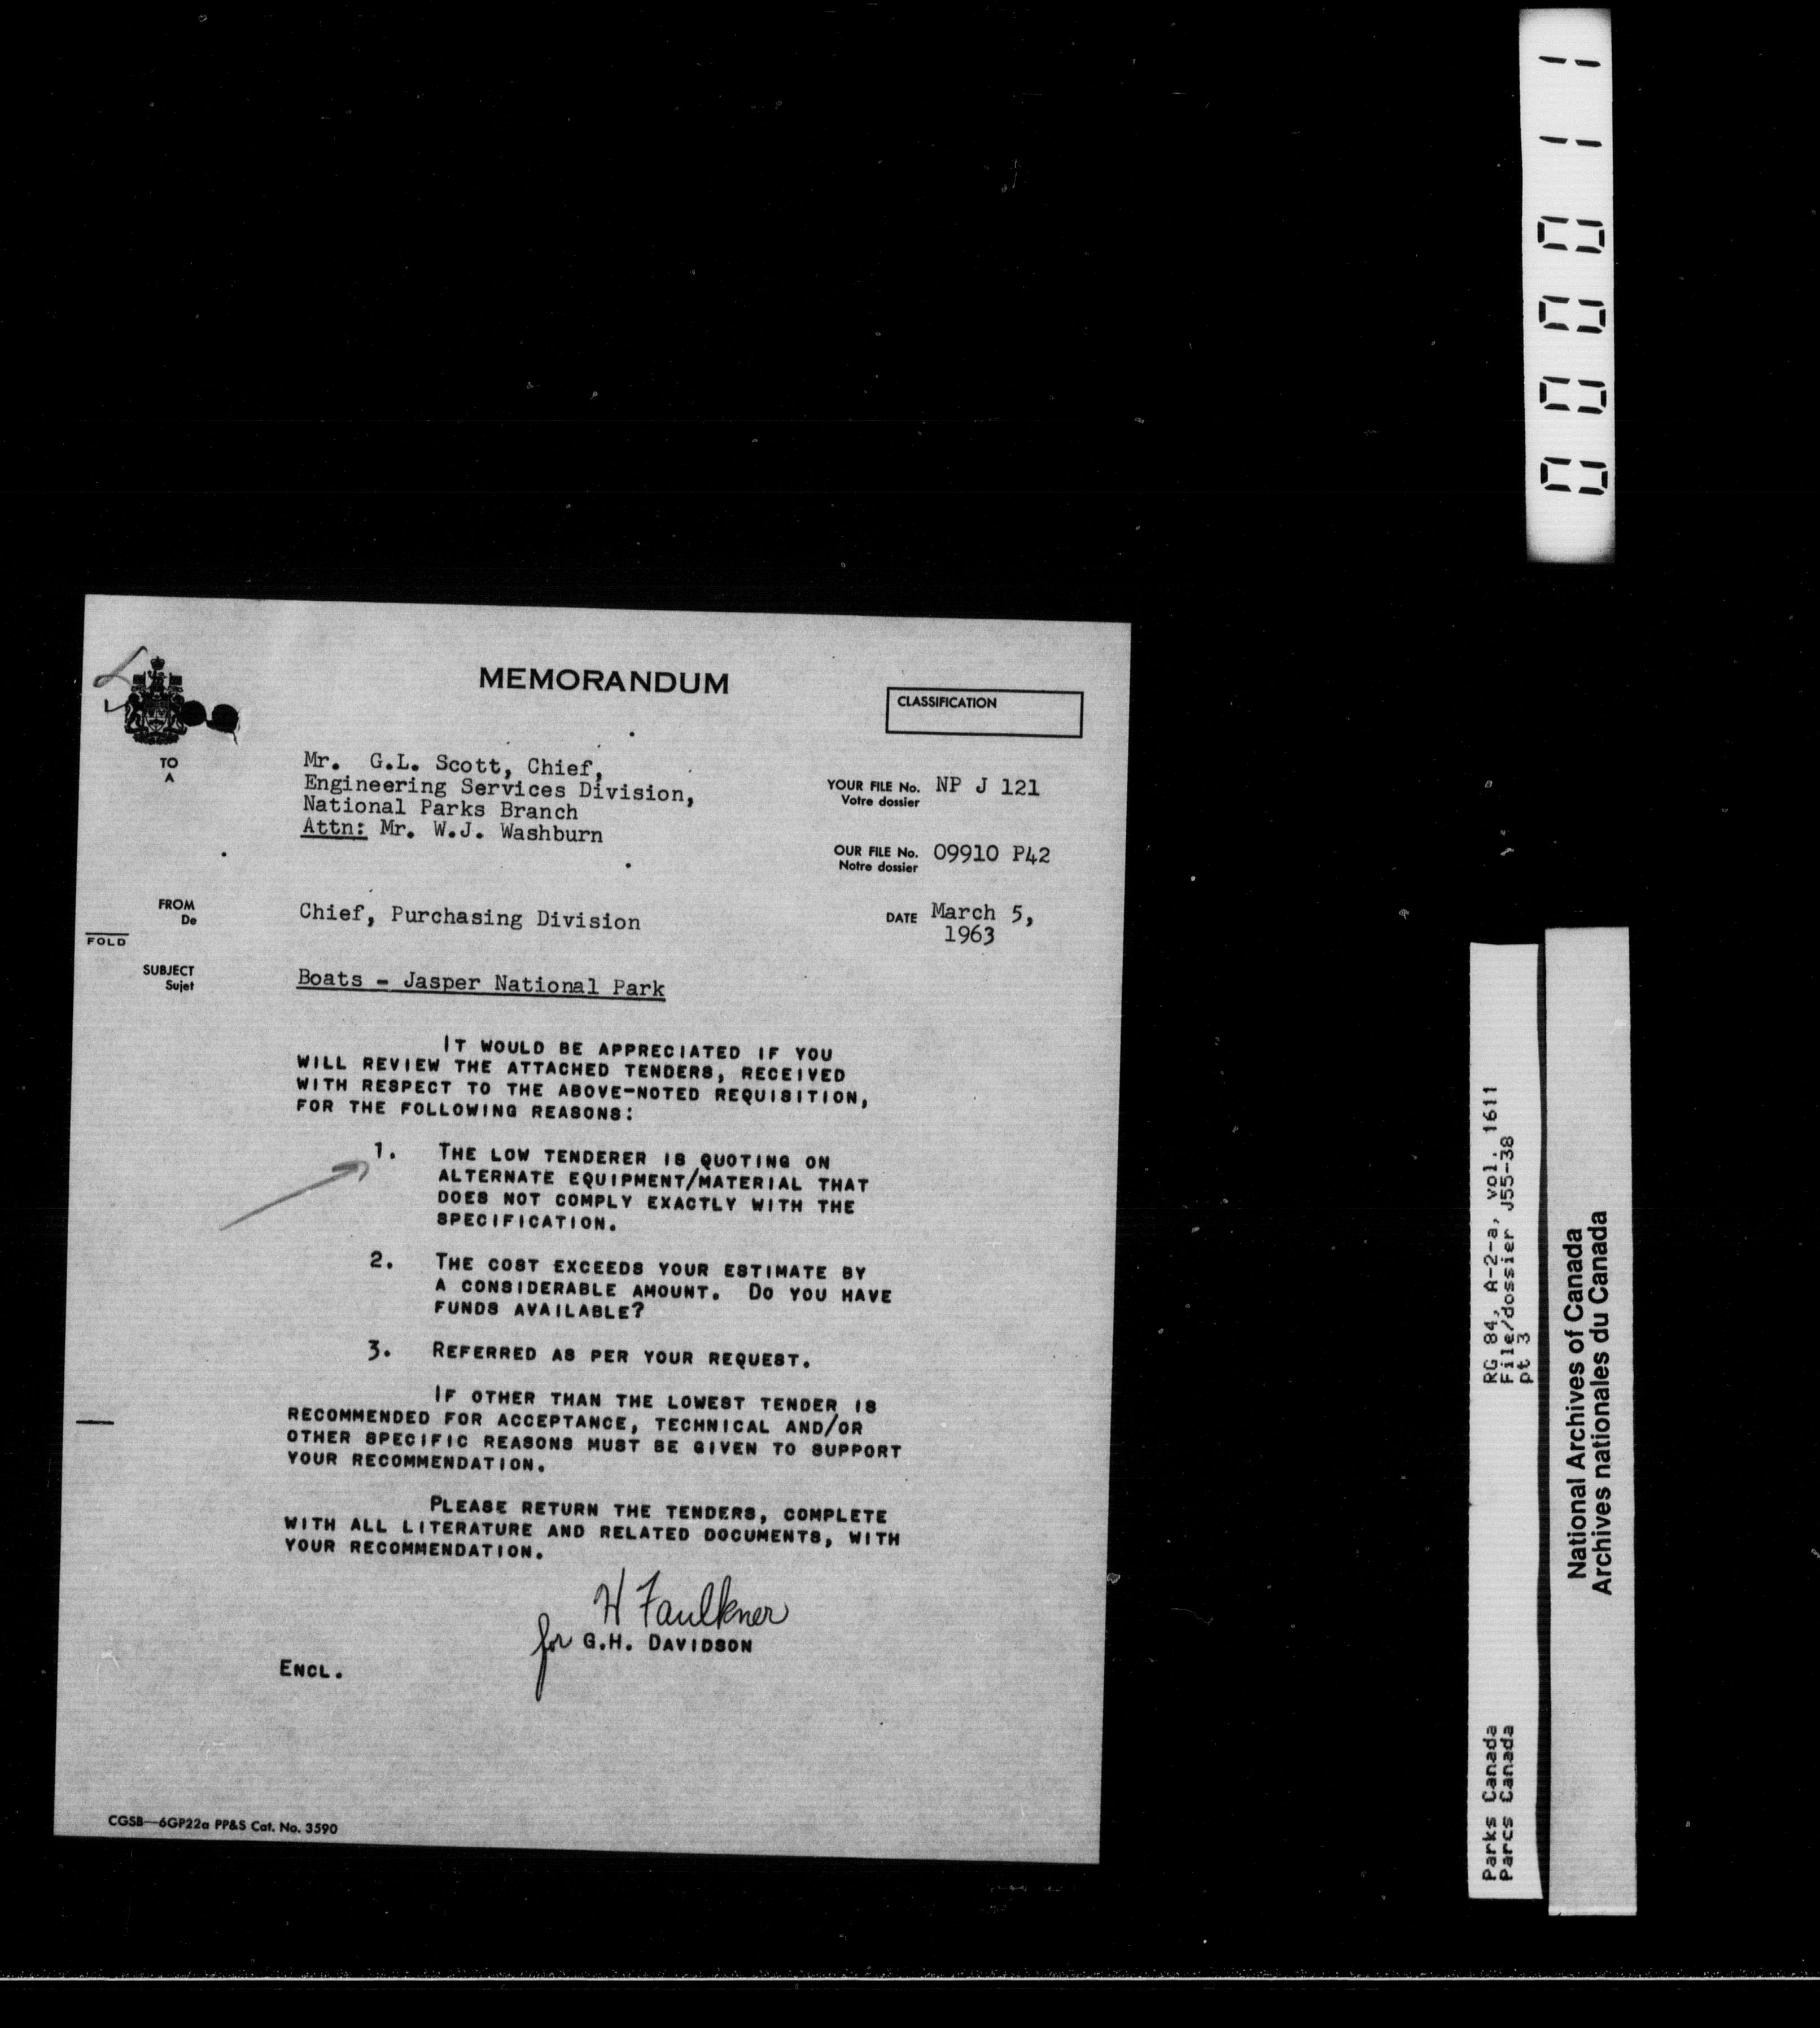 MEMORANDUM
CLASSIFICATION
TO
A
Mr. G.L. Scott, Chief,
Engineering Services Division,
National Parks Branch
Attn: Mr. W.J. Washburn
YOUR FILE No. NP J 121
Votre dossier
OUR FILE No. 09910 P42
Notre dossier
FROM
De
Chief, Purchasing Division
DATE March 5,
1963
FOLD
SUBJECT
Sujet
Boats - Jasper National Park
IT WOULD BE APPRECIATED IF YOU
WILL REVIEW THE ATTACHED TENDERS, RECEIVED
WITH RESPECT TO THE ABOVE-NOTED REQUISITION,
FOR THE FOLLOWING REASONS:
1. THE LOW TENDERER IS QUOTING ON
ALTERNATE EQUIPMENT/MATERIAL THAT
DOES NOT COMPLY EXACTLY WITH THE
SPECIFICATION.
2. THE COST EXCEEDS YOUR ESTIMATE BY
A CONSIDERABLE AMOUNT. DO YOU HAVE
FUNDS AVAILABLE?
3. REFERRED AS PER YOUR REQUEST.
IF OTHER THAN THE LOWEST TENDER IS
RECOMMENDED FOR ACCEPTANCE, TECHNICAL AND/OR
OTHER SPECIFIC REASONS MUST BE GIVEN TO SUPPORT
YOUR RECOMMENDATION.
PLEASE RETURN THE TENDERS, COMPLETE
WITH ALL LITERATURE AND RELATED DOCUMENTS, WITH
YOUR RECOMMENDATION.
H Faulkner
for G.H. DAVIDSON
ENCL.
CGSB—6GP22a PP&S Cat. No. 3590
000011
RG 84, A-2-a, vol. 1611
File/dossier J55-38
pt 3
Parks Canada
Parcs Canada
National Archives of Canada
Archives nationales du Canada